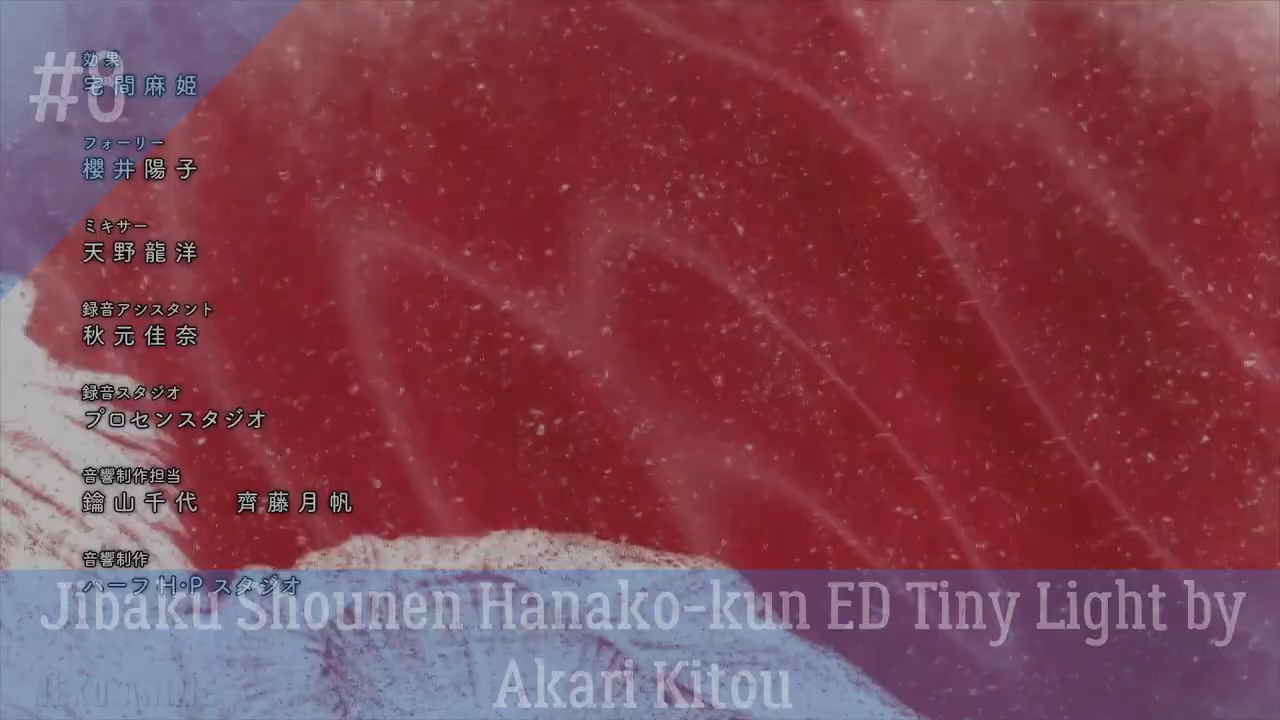 #8
効果
宅間麻姫
フォーリー
櫻井陽子
ミキサー
天野龍洋
録音アシスタント
秋元佳奈
録音スタジオ
プロセンスタジオ
音響制作担当
鑰山千代 齊藤月帆
音響制作
ハーフH・Pスタジオ
Jibaku Shounen Hanako-kun ED Tiny Light by
Akari Kitou